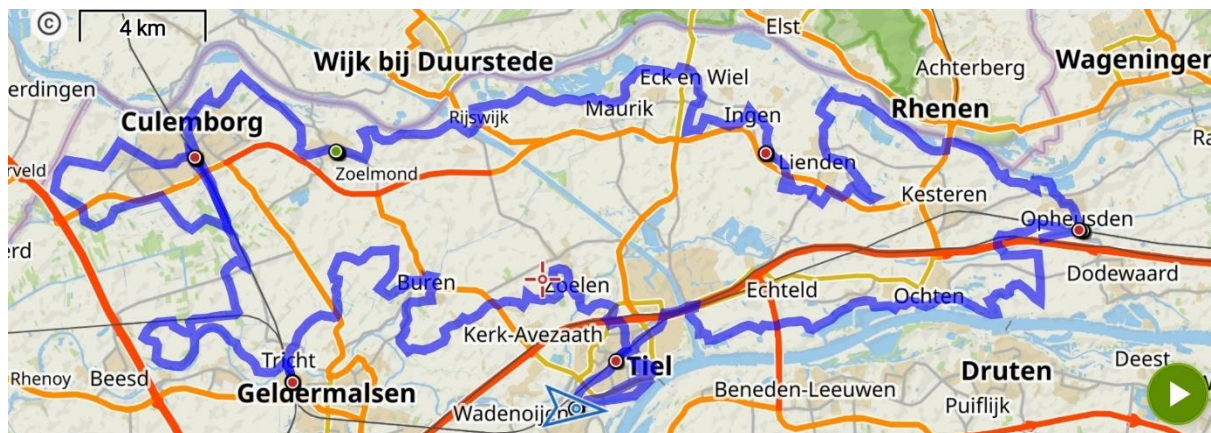 ©
4 km
Elst
Wijk bij Duurstede
Achterberg
Wageningen
Eck en Wiel
erdingen
Maurik
Rhenen
Culemborg
Rijswijk
Ingen
Lienden
rveld
Zoelmond
Kesteren
Opheusden
erd
Dodewaard
Buren
Zoelen
Echteld
Ochten
Kerk-Avezaath
Tricht
Tiel
Deest
Rhenoy
Beesd
Geldermalsen
Druten
Beneden-Leeuwen
Wadenoijen
Puiflijk